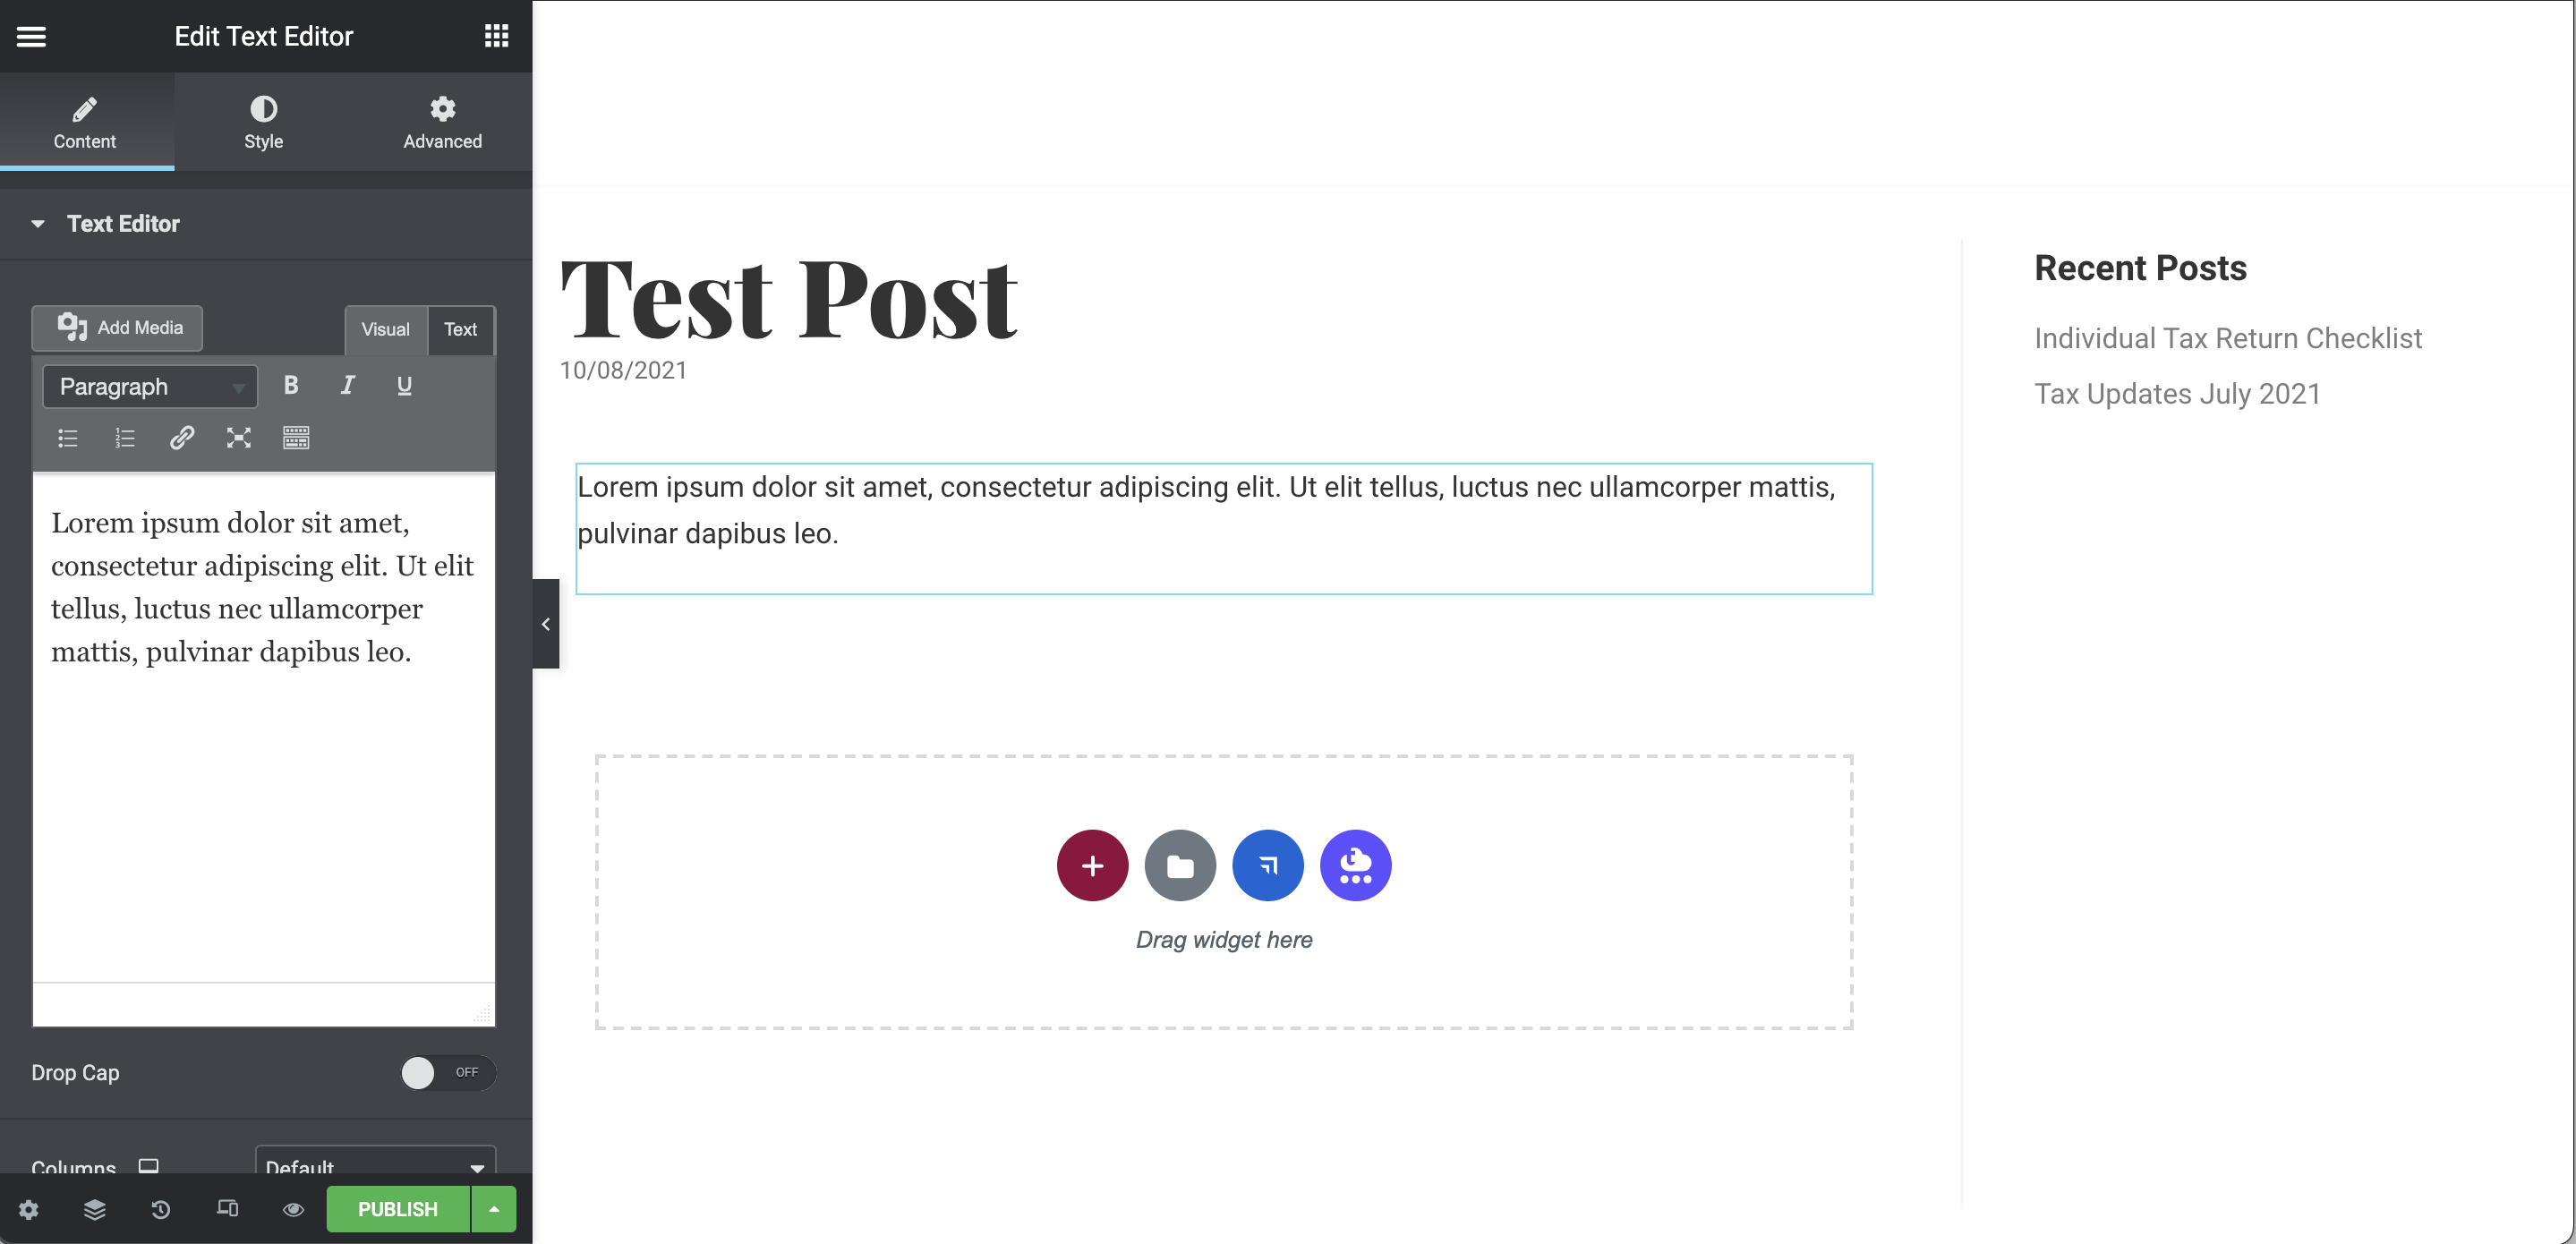 Edit Text Editor
Content
Style
Advanced
Text Editor
Add Media
Visual
Text
Paragraph
B
I
U
Lorem ipsum dolor sit amet,
consectetur adipiscing elit. Ut elit
tellus, luctus nec ullamcorper
mattis, pulvinar dapibus leo.
Drop Cap
OFF
Columns
Default
PUBLISH
Test Post
10/08/2021
Lorem ipsum dolor sit amet, consectetur adipiscing elit. Ut elit tellus, luctus nec ullamcorper mattis,
pulvinar dapibus leo.
Drag widget here
Recent Posts
Individual Tax Return Checklist
Tax Updates July 2021